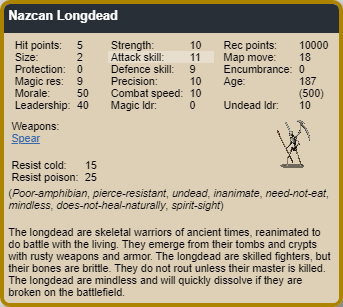 Nazcan Longdead
Hit points: 5 Strength: 10 Rec points: 10000
Size: 2 Attack skill: 11 Map move: 18
Protection: 0 Defence skill: 9 Encumbrance: 0
Magic res: 9 Precision: 10 Age: 187
Morale: 50 Combat speed: 10 (500)
Leadership: 40 Magic ldr: 0 Undead ldr: 10
Weapons:
Spear
Resist cold: 15
Resist poison: 25
(Poor-amphibian, pierce-resistant, undead, inanimate, need-not-eat,
mindless, does-not-heal-naturally, spirit-sight)
The longdead are skeletal warriors of ancient times, reanimated to
do battle with the living. They emerge from their tombs and crypts
with rusty weapons and armor. The longdead are skilled fighters, but
their bones are brittle. They do not rout unless their master is killed.
The longdead are mindless and will quickly dissolve if they are
reanimated on the battlefield.